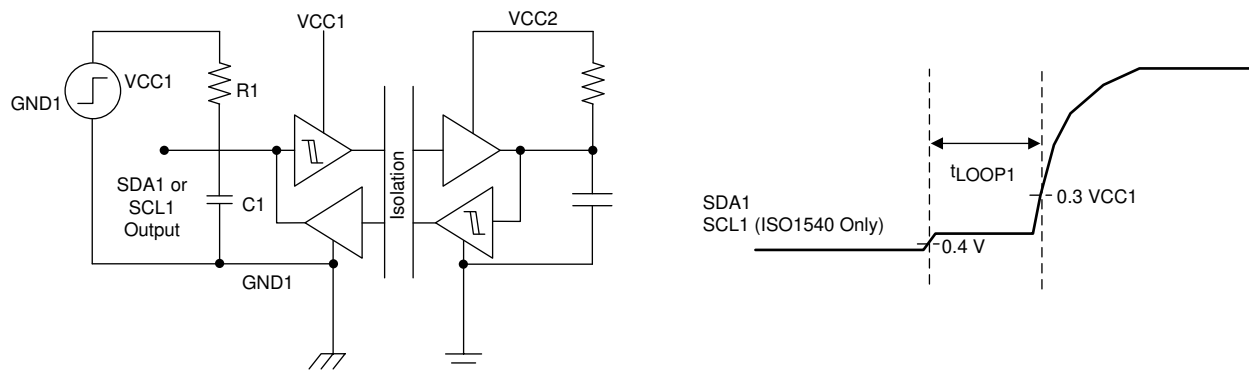 VCC1
VCC2
VCC1
GND1
R1
SDA1 or
SCL1
Output
C1
Isolation
GND1
tLOOP1
0.3 VCC1
SDA1
SCL1 (ISO1540 Only)
0.4 V